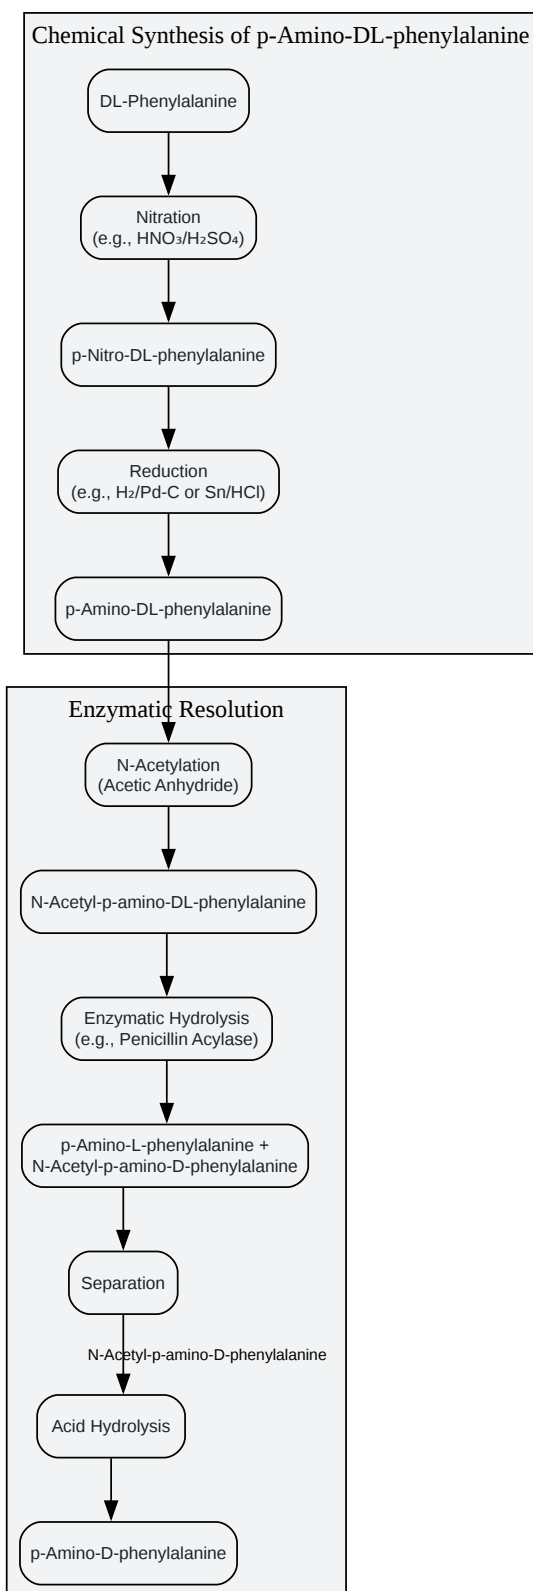 Chemical Synthesis of p-Amino-DL-phenylalanine
DL-Phenylalanine
Nitration
(e.g., HNO₃/H₂SO₄)
p-Nitro-DL-phenylalanine
Reduction
(e.g., H₂/Pd-C or Sn/HCl)
p-Amino-DL-phenylalanine
Enzymatic Resolution
N-Acetylation
(Acetic Anhydride)
N-Acetyl-p-amino-DL-phenylalanine
Enzymatic Hydrolysis
(e.g., Penicillin Acylase)
p-Amino-L-phenylalanine +
N-Acetyl-p-amino-D-phenylalanine
Separation
N-Acetyl-p-amino-D-phenylalanine
Acid Hydrolysis
p-Amino-D-phenylalanine